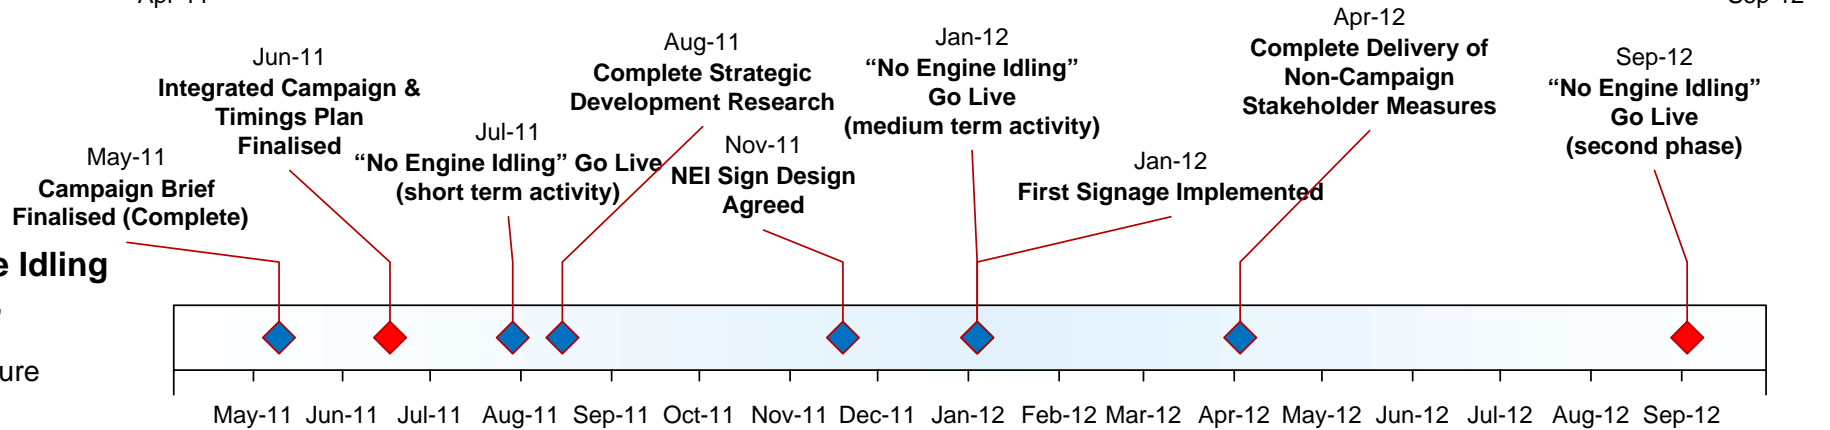 Jun-11
Integrated Campaign &
Timings Plan
Finalised
Aug-11
Complete Strategic
Development Research
Jan-12
“No Engine Idling”
Go Live
(medium term activity)
Apr-12
Complete Delivery of
Non-Campaign
Stakeholder Measures
Sep-12
“No Engine Idling”
Go Live
(second phase)
May-11
Campaign Brief
Finalised (Complete)
Jul-11
“No Engine Idling” Go Live
(short term activity)
Nov-11
NEI Sign Design
Agreed
Jan-12
First Signage Implemented
Idling
May-11 Jun-11 Jul-11 Aug-11 Sep-11 Oct-11 Nov-11 Dec-11 Jan-12 Feb-12 Mar-12 Apr-12 May-12 Jun-12 Jul-12 Aug-12 Sep-12